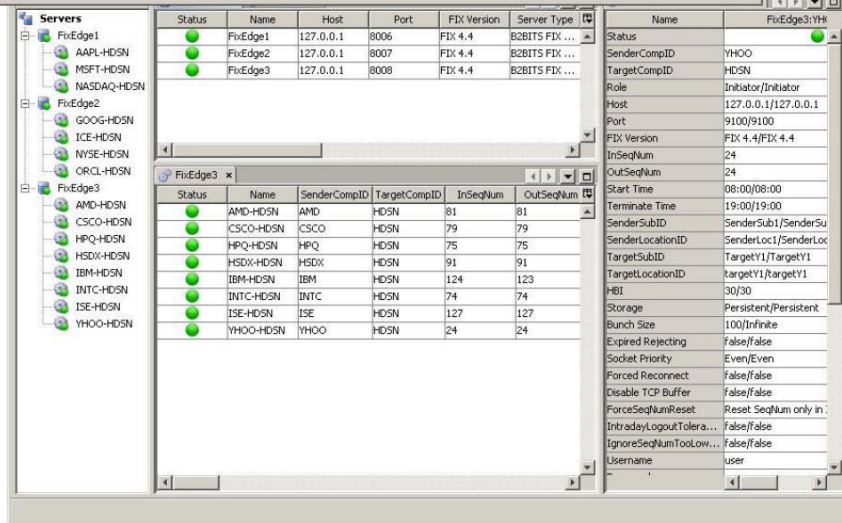 Servers
FixEdge1
AAPL-HDSN
MSFT-HDSN
NASDAQ-HDSN
FixEdge2
GOOG-HDSN
ICE-HDSN
NYSE-HDSN
ORCL-HDSN
FixEdge3
AMD-HDSN
CSCO-HDSN
HPQ-HDSN
HSDX-HDSN
IBM-HDSN
INTC-HDSN
ISE-HDSN
YHOO-HDSN
Status Name Host Port FIX Version Server Type
FixEdge1 127.0.0.1 8006 FIX 4.4 B2BITS FIX ...
FixEdge2 127.0.0.1 8007 FIX 4.4 B2BITS FIX ...
FixEdge3 127.0.0.1 8008 FIX 4.4 B2BITS FIX ...
FixEdge3 ×
Status Name SenderCompID TargetCompID InSeqNum OutSeqNum
AMD-HDSN AMD HDSN 81 81
CSCO-HDSN CSCO HDSN 79 79
HPQ-HDSN HPQ HDSN 75 75
HSDX-HDSN HSDX HDSN 91 91
IBM-HDSN IBM HDSN 124 123
INTC-HDSN INTC HDSN 74 74
ISE-HDSN ISE HDSN 127 127
YHOO-HDSN YHOO HDSN 24 24
Name FixEdge3:YH
Status
SenderCompID YHOO
TargetCompID HDSN
Role Initiator/Initiator
Host 127.0.0.1/127.0.0.1
Port 9100/9100
FIX Version FIX 4.4/FIX 4.4
InSeqNum 24
OutSeqNum 24
Start Time 08:00/08:00
Terminate Time 19:00/19:00
SenderSubID SenderSub1/SenderSu
SenderLocationID SenderLoc1/SenderLoc
TargetSubID TargetY1/TargetY1
TargetLocationID targetY1/targetY1
HBI 30/30
Storage Persistent/Persistent
Bunch Size 100/Infinite
Expired Rejecting false/false
Socket Priority Even/Even
Forced Reconnect false/false
Disable TCP Buffer false/false
ForceSeqNumReset Reset SeqNum only in
IntradayLogoutTolera... false/false
IgnoreSeqNumTooLow... false/false
Username user